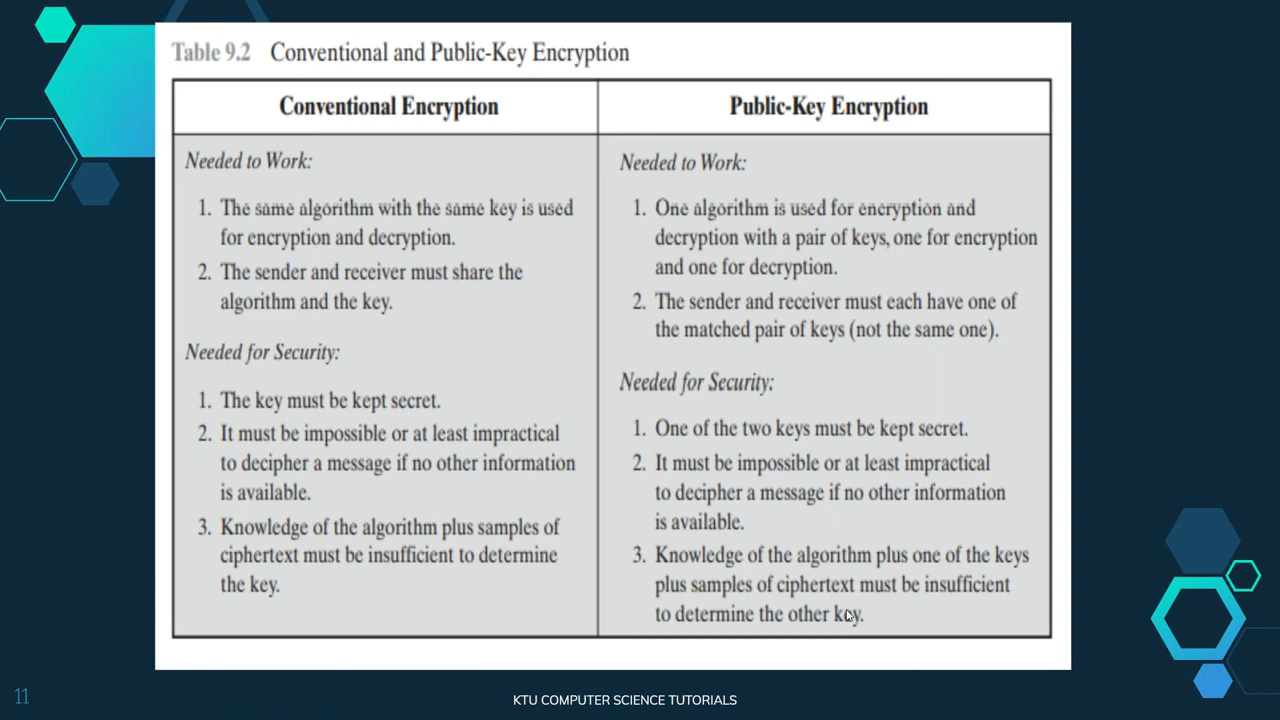 Table 9.2 Conventional and Public-Key Encryption
Conventional Encryption
Needed to Work:
1. The same algorithm with the same key is used
for encryption and decryption.
2. The sender and receiver must share the
algorithm and the key.
Needed for Security:
1. The key must be kept secret.
2. It must be impossible or at least impractical
to decipher a message if no other information
is available.
3. Knowledge of the algorithm plus samples of
ciphertext must be insufficient to determine
the key.
Public-Key Encryption
Needed to Work:
1. One algorithm is used for encryption and
decryption with a pair of keys, one for encryption
and one for decryption.
2. The sender and receiver must each have one of
the matched pair of keys (not the same one).
Needed for Security:
1. One of the two keys must be kept secret.
2. It must be impossible or at least impractical
to decipher a message if no other information
is available.
3. Knowledge of the algorithm plus one of the keys
plus samples of ciphertext must be insufficient
to determine the other key.
11
KTU COMPUTER SCIENCE TUTORIALS